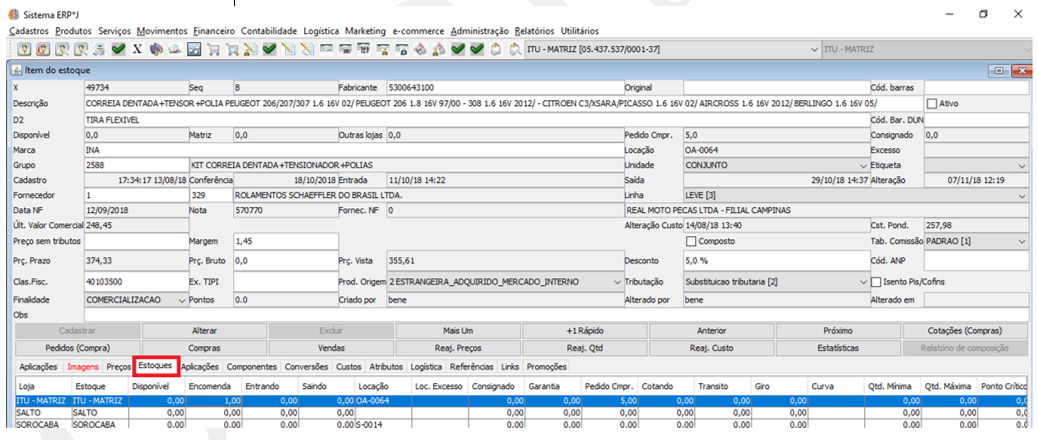 Sistema ERP*J
Cadastros Produtos Serviços Movimentos Financeiro Contabilidade Logística Marketing e-commerce Administração Relatórios Utilitários
X ITU - MATRIZ [05.437.537/0001-37] ITU - MATRIZ
Item do estoque
X 49734 Seq B Fabricante 5300643100 Original Cód. barras
Descrição CORREIA DENTADA+TENSOR+POLIA PEUGEOT 206/207/307 1.6 16V 02/ PEUGEOT 206 1.8 16V 97/00 - 308 1.6 16V 2012/ - CITROEN C3/XSARA/PICASSO 1.6 16V 02/ AIRCROSS 1.6 16V 2012/ BERLINGO 1.6 16V 05/ Ativo
D2 TIRA FLEXIVEL Cód. Bar. DUN
Disponível 0,0 Matriz 0,0 Outras lojas 0,0 Pedido Cmpr. 5,0 Consignado 0,0
Marca INA Locação OA-0064 Excesso
Grupo 2588 KIT CORREIA DENTADA+TENSIONADOR+POLIAS Unidade CONJUNTO Etiqueta
Cadastro 17:34:17 13/08/18 Conferência 18/10/2018 Entrada 11/10/18 14:22 Saída 29/10/18 14:37 Alteração 07/11/18 12:19
Fornecedor 1 329 ROLAMENTOS SCHAEFFLER DO BRASIL LTDA. Linha LEVE [3]
Data NF 12/09/2018 Nota 570770 Fornec. NF 0 REAL MOTO PECAS LTDA - FILIAL CAMPINAS
Últ. Valor Comercial 248,45 Alteração Custo 14/08/18 13:40 Cst. Pond. 257,98
Preço sem tributos Margem 1,45 Composto Tab. Comissão PADRAO [1]
Prç. Prazo 374,33 Prç. Bruto 0,0 Prç. Vista 355,61 Desconto 5,0 % Cód. ANP
Clas.Fisc. 40103500 Ex. TIPI Prod. Origem 2 ESTRANGEIRA_ADQUIRIDO_MERCADO_INTERNO Tributação Substituicao tributaria [2] Isento Pis/Cofins
Finalidade COMERCIALIZACAO Pontos 0.0 Criado por bene Alterado por bene Alterado em
Obs
Cadastrar Alterar Excluir Mais Um +1 Rápido Anterior Próximo Cotações (Compras)
Pedidos (Compra) Compras Vendas Reaj. Preços Reaj. Qtd Reaj. Custo Estatísticas Relatório de composição
Aplicações Imagens Preços Estoques Aplicações Componentes Conversões Custos Atributos Logística Referências Links Promoções
Loja Estoque Disponível Encomenda Entrando Saindo Locação Loc. Excesso Consignado Garantia Pedido Cmpr. Cotando Transito Giro Curva Qtd. Mínima Qtd. Máxima Ponto Crítico
ITU - MATRIZ ITU - MATRIZ 0,00 1,00 0,00 0,00 OA-0064 0,00 0,00 5,00 0,00 0,00 0,00 0,00 0,00 0,0
SALTO SALTO 0,00 0,00 0,00 0,00 0,00 0,00 0,00 0,00 0,00 0,00 0,00 0,00 0,0
SOROCABA SOROCABA 0,00 0,00 0,00 0,00 S-0014 0,00 0,00 0,00 0,00 0,00 0,00 0,00 0,00 0,0